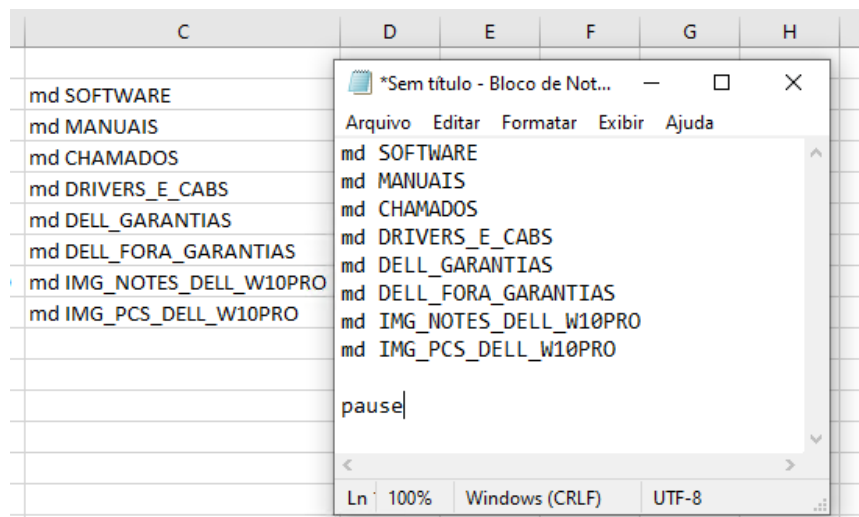 C D E F G H
md SOFTWARE
md MANUAIS
md CHAMADOS
md DRIVERS_E_CABS
md DELL_GARANTIAS
md DELL_FORA_GARANTIAS
md IMG_NOTES_DELL_W10PRO
md IMG_PCS_DELL_W10PRO
*Sem título - Bloco de Not...
Arquivo Editar Formatar Exibir Ajuda
md SOFTWARE
md MANUAIS
md CHAMADOS
md DRIVERS_E_CABS
md DELL_GARANTIAS
md DELL_FORA_GARANTIAS
md IMG_NOTES_DELL_W10PRO
md IMG_PCS_DELL_W10PRO
pause
Ln 100% Windows (CRLF) UTF-8